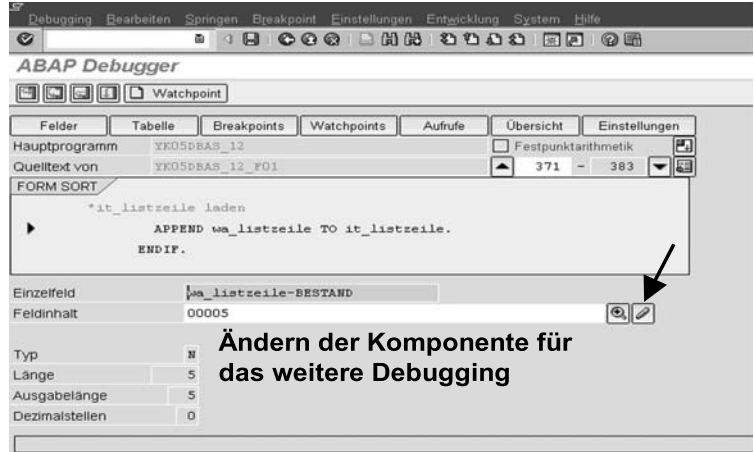 Debugging Bearbeiten Springen Breakpoint Einstellungen Entwicklung System Hilfe
ABAP Debugger
Watchpoint
Felder Tabelle Breakpoints Watchpoints Aufrufe Übersicht Einstellungen
Hauptprogramm YK05DBAS_12 Festpunktarithmetik
Quelltext von YK05DBAS_12_F01 371 - 383
FORM SORT
*it_listzeile laden
APPEND wa_listzeile TO it_listzeile.
ENDIF.
Einzelfeld wa_listzeile-BESTAND
Feldinhalt 00005
Ändern der Komponente für
das weitere Debugging
Typ N
Länge 5
Ausgabelänge 5
Dezimalstellen 0